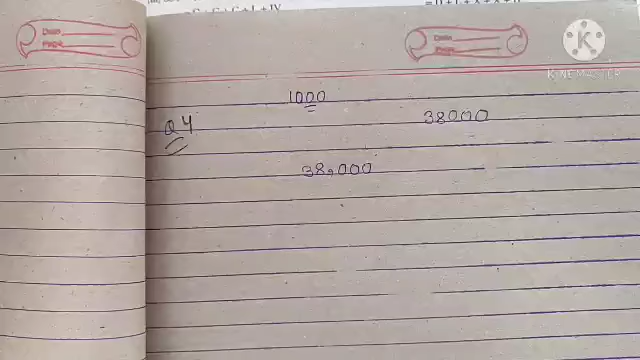 Date
Page
Date
Page
KINEMASTER
1000
Q4
38000
38,000